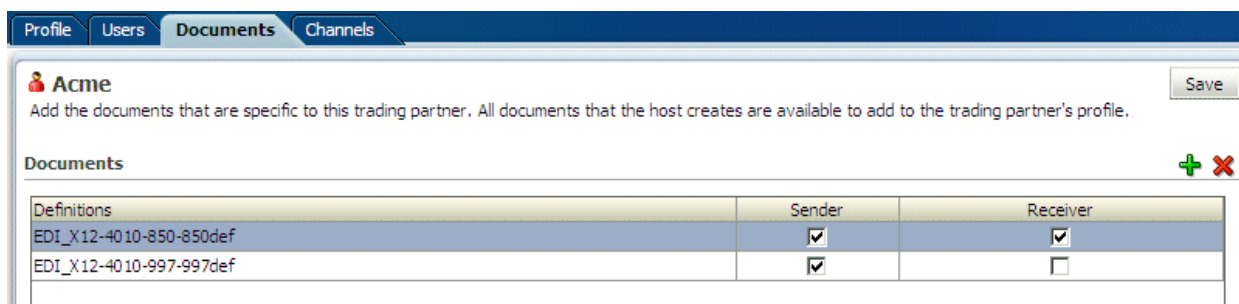 Profile Users Documents Channels
Acme
Save
Add the documents that are specific to this trading partner. All documents that the host creates are available to add to the trading partner's profile.
Documents
Definitions Sender Receiver
EDI_X12-4010-850-850def
EDI_X12-4010-997-997def